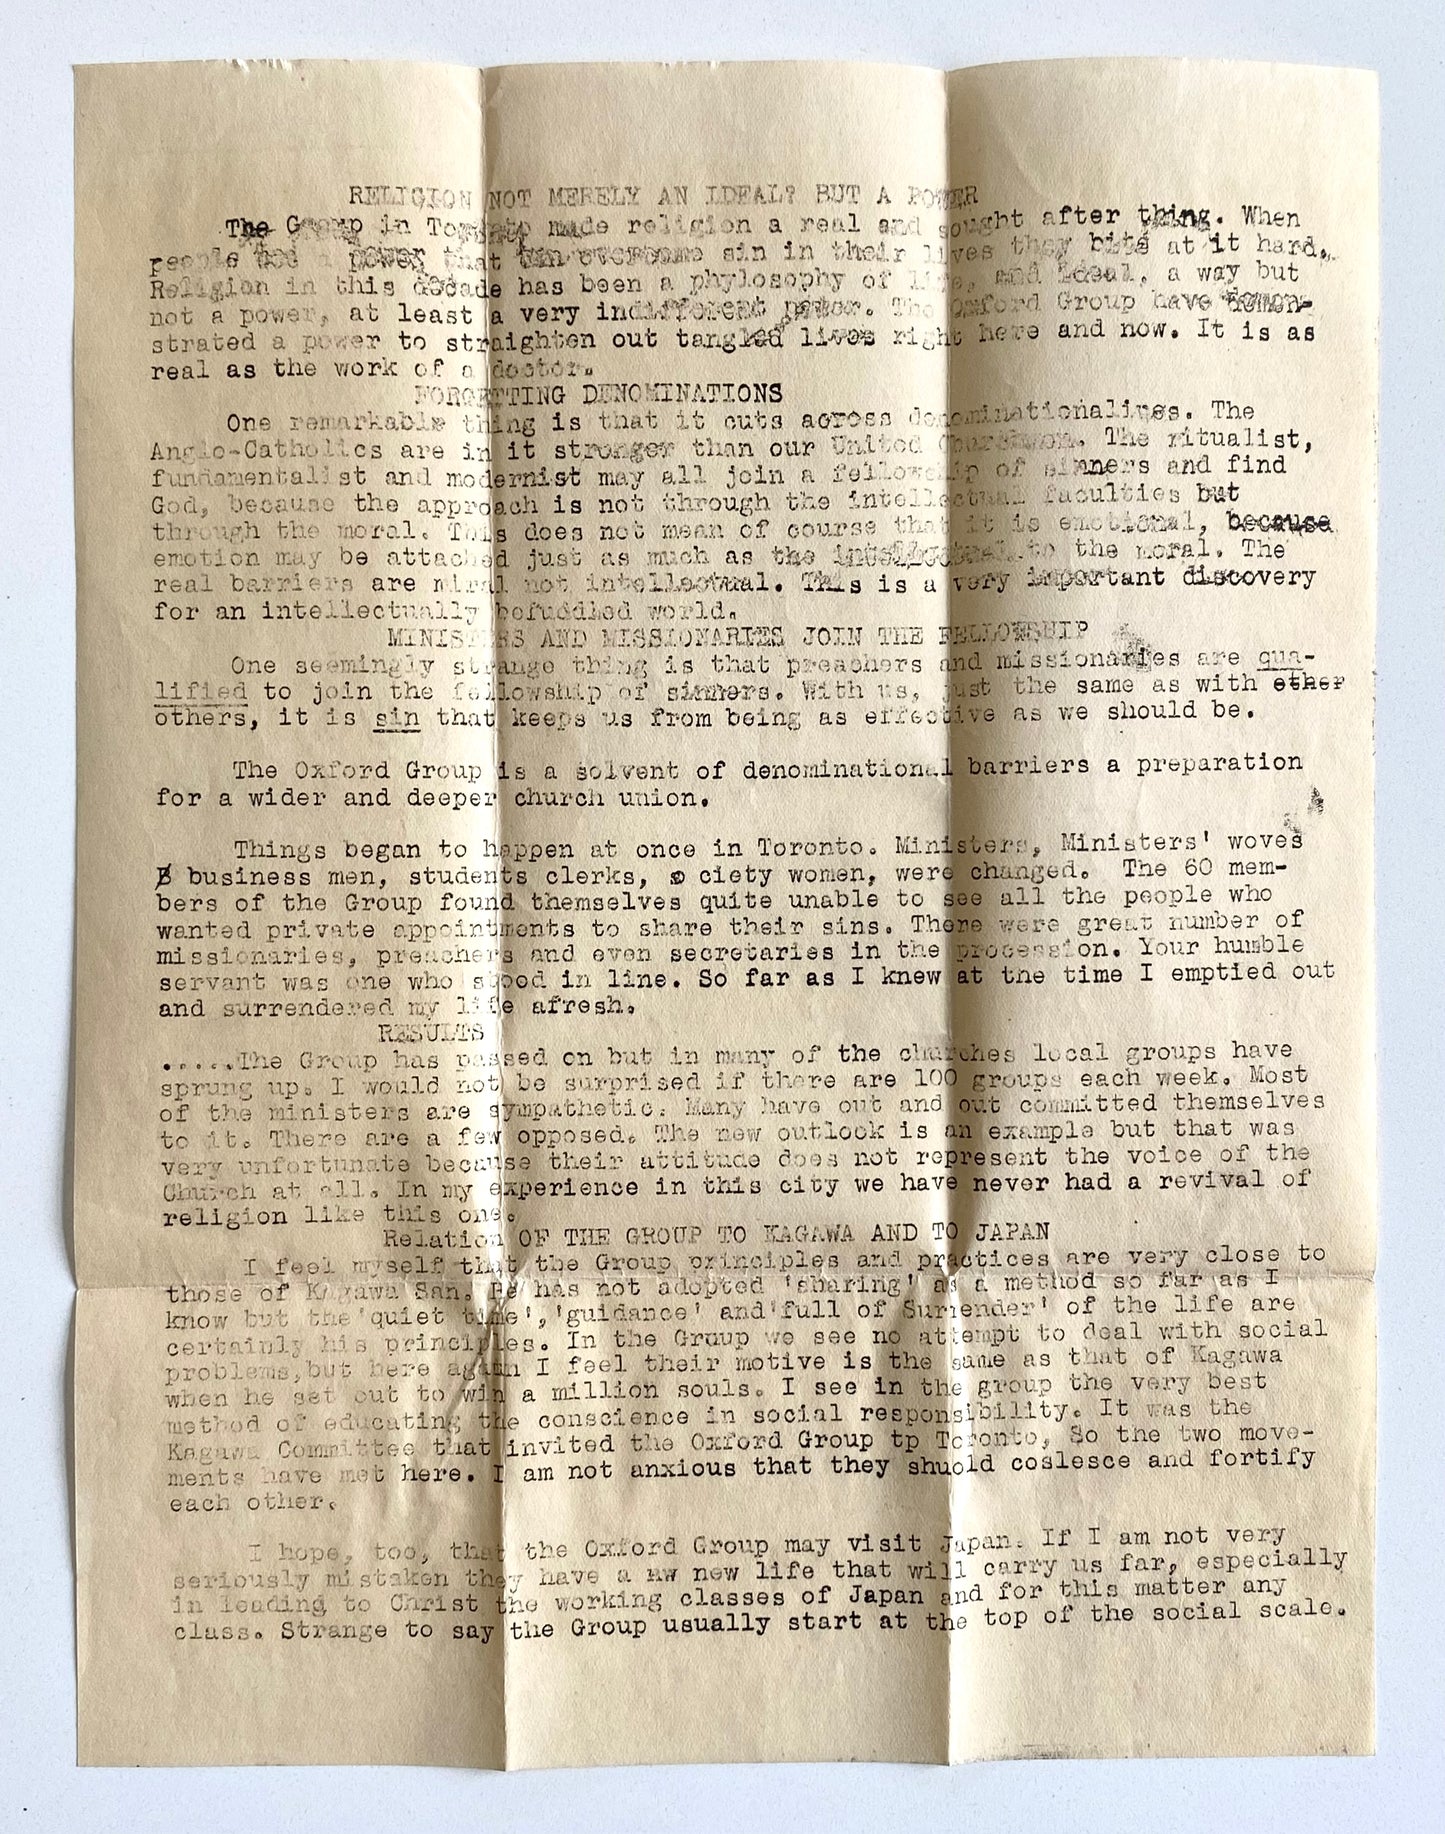 RELIGION NOT MERELY AN IDEAL? BUT A POWER
The Group in Toronto made religion a real and sought after thing. When
people see a power that can overcome sin in their lives they bite at it hard.
Religion in this decade has been a phylosophy of life, and ideal, a way but
not a power, at least a very indifferent power. The Oxford Group have demon-
strated a power to straighten out tangled lives right here and now. It is as
real as the work of a doctor.
FORGETTING DENOMINATIONS
One remarkable thing is that it cuts across denominationalines. The
Anglo-Catholics are in it stronger than our United Churchmen. The ritualist,
fundamentalist and modernist may all join a fellowship of sinners and find
God, because the approach is not through the intellectual faculties but
through the moral. This does not mean of course that it is emotional, because
emotion may be attached just as much as the intellectual to the moral. The
real barriers are miral not intellectual. This is a very important discovery
for an intellectually befuddled world.
MINISTERS AND MISSIONARIES JOIN THE FELLOWSHIP
One seemingly strange thing is that preachers and missionaries are qua-
lified to join the fellowship of sinners. With us, just the same as with other
others, it is sin that keeps us from being as effective as we should be.
The Oxford Group is a solvent of denominational barriers a preparation
for a wider and deeper church union.
Things began to happen at once in Toronto. Ministers, Ministers' woves
B business men, students clerks, so ciety women, were changed. The 60 mem-
bers of the Group found themselves quite unable to see all the people who
wanted private appointments to share their sins. There were great number of
missionaries, preachers and even secretaries in the procession. Your humble
servant was one who stood in line. So far as I knew at the time I emptied out
and surrendered my life afresh.
RESULTS
.....The Group has passed on but in many of the churches local groups have
sprung up. I would not be surprised if there are 100 groups each week. Most
of the ministers are sympathetic. Many have out and out committed themselves
to it. There are a few opposed. The new outlook is an example but that was
very unfortunate because their attitude does not represent the voice of the
Church at all. In my experience in this city we have never had a revival of
religion like this one.
Relation OF THE GROUP TO KAGAWA AND TO JAPAN
I feel myself that the Group principles and practices are very close to
those of Kagawa San. He has not adopted 'sharing' as a method so far as I
know but the 'quiet time', 'guidance' and 'full of Surrender' of the life are
certainly his principles. In the Group we see no attempt to deal with social
problems, but here again I feel their motive is the same as that of Kagawa
when he set out to win a million souls. I see in the group the very best
method of educating the conscience in social responsibility. It was the
Kagawa Committee that invited the Oxford Group tp Toronto, So the two move-
ments have met here. I am not anxious that they shuold coslesce and fortify
each other.
I hope, too, that the Oxford Group may visit Japan. If I am not very
seriously mistaken they have a nw new life that will carry us far, especially
in leading to Christ the working classes of Japan and for this matter any
class. Strange to say the Group usually start at the top of the social scale.